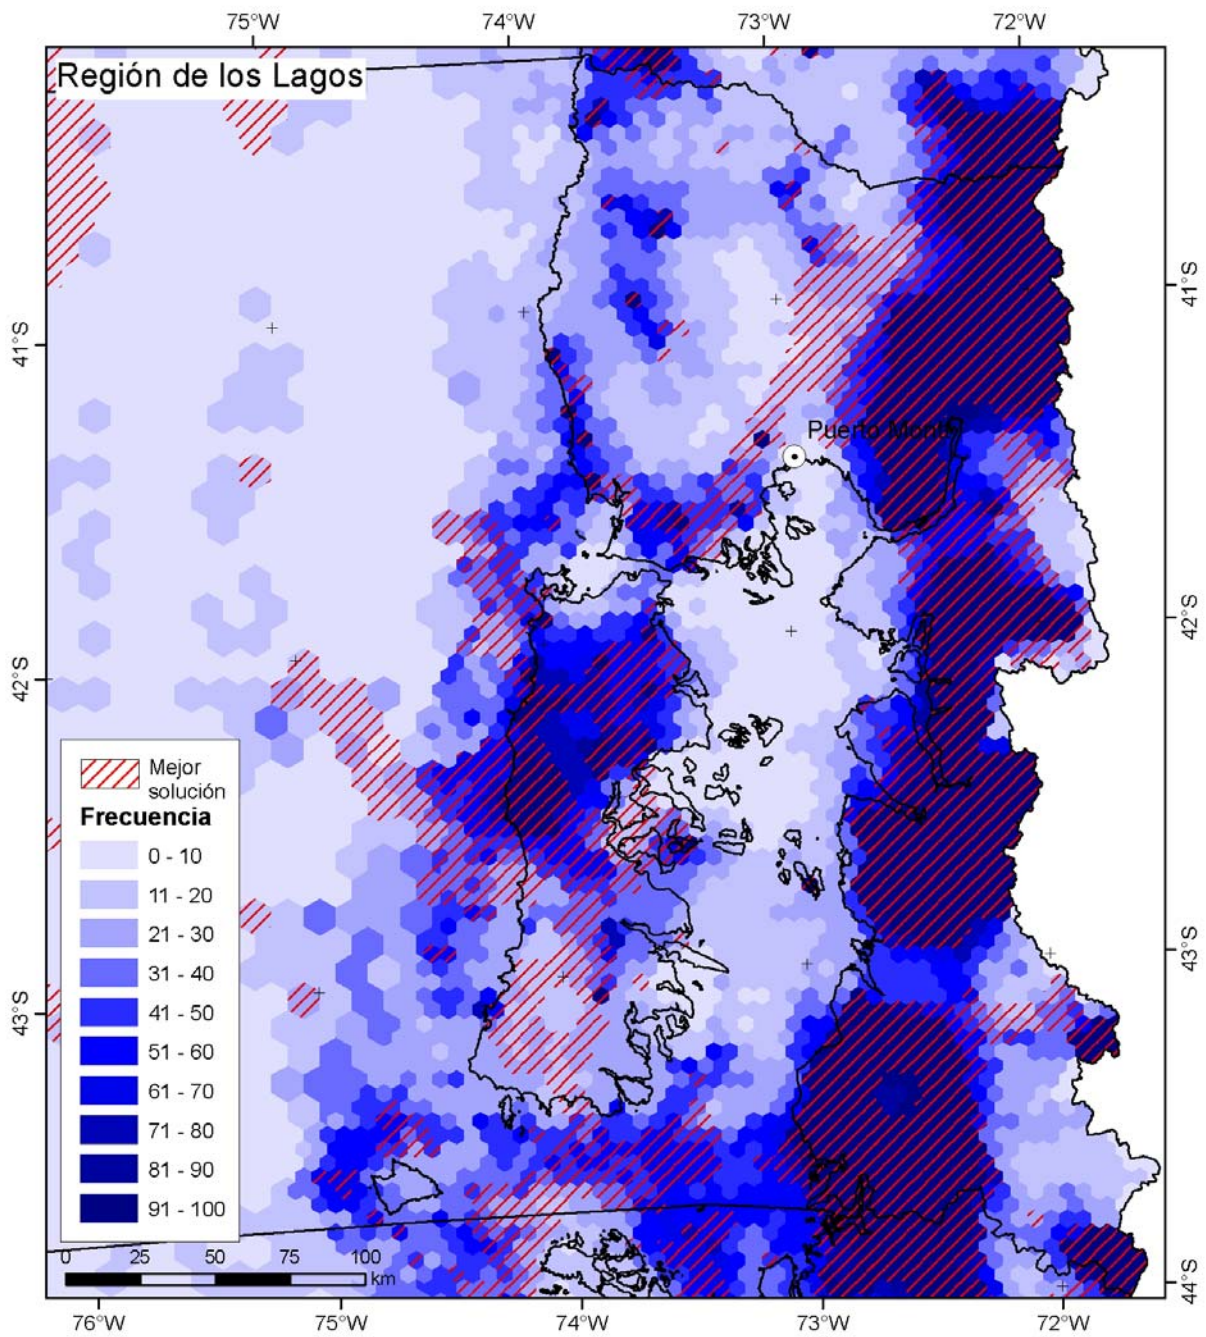 75°W 74°W 73°W 72°W
Región de los Lagos
41°S
41°S
Puerto Montt
42°S
42°S
Mejor
solución
Frecuencia
0 - 10
11 - 20
21 - 30
31 - 40
41 - 50
51 - 60
61 - 70
71 - 80
81 - 90
91 - 100
43°S
43°S
0 25 50 75 100
km
44°S
76°W 75°W 74°W 73°W 72°W